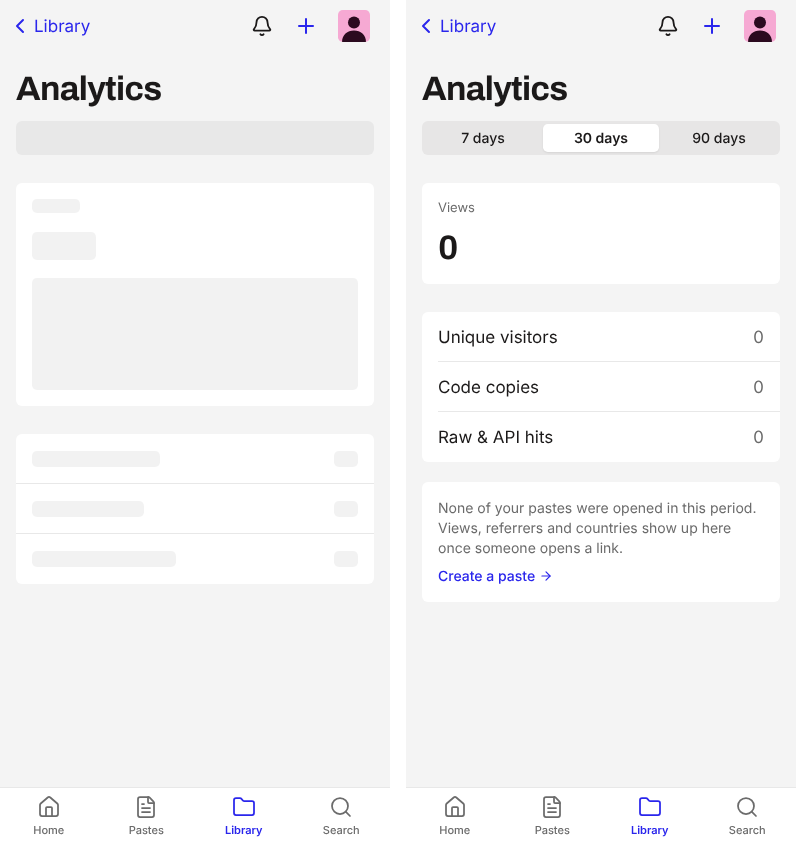 Library
Analytics
Home
Pastes
Library
Search
Library
Analytics
7 days
30 days
90 days
Views
0
Unique visitors
0
Code copies
0
Raw & API hits
0
None of your pastes were opened in this period.
Views, referrers and countries show up here
once someone opens a link.
Create a paste →
Home
Pastes
Library
Search